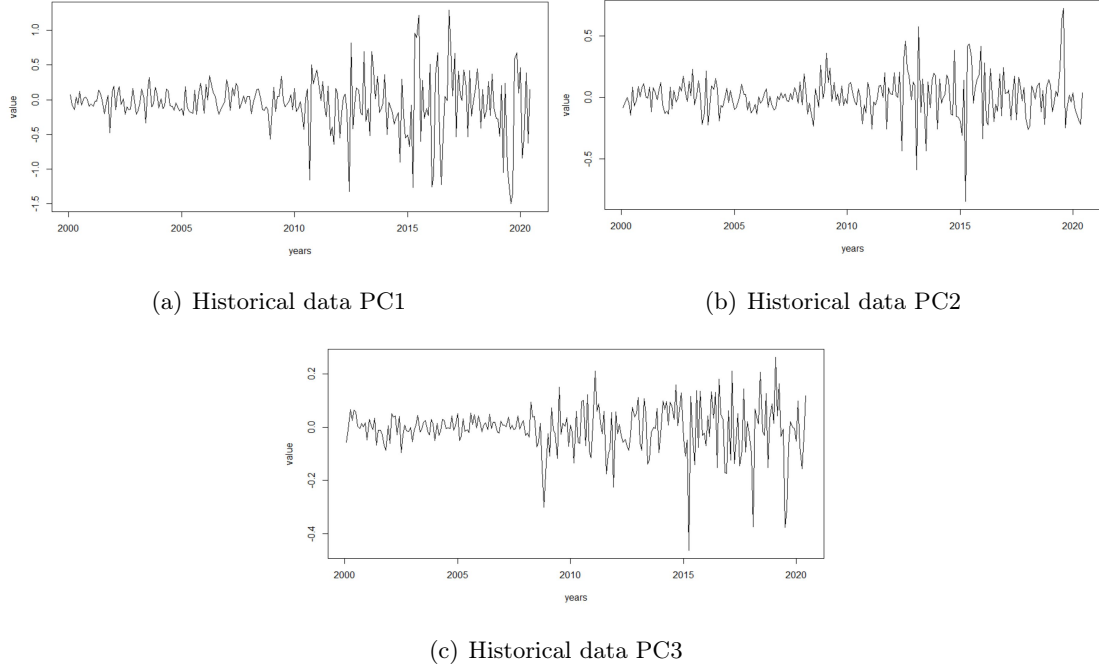 1.0
0.5
0.0
-0.5
-1.0
-1.5
value
2000 2005 2010 2015 2020
years
(a) Historical data PC1
0.5
0.0
-0.5
value
2000 2005 2010 2015 2020
years
(b) Historical data PC2
0.2
0.0
-0.2
-0.4
value
2000 2005 2010 2015 2020
years
(c) Historical data PC3